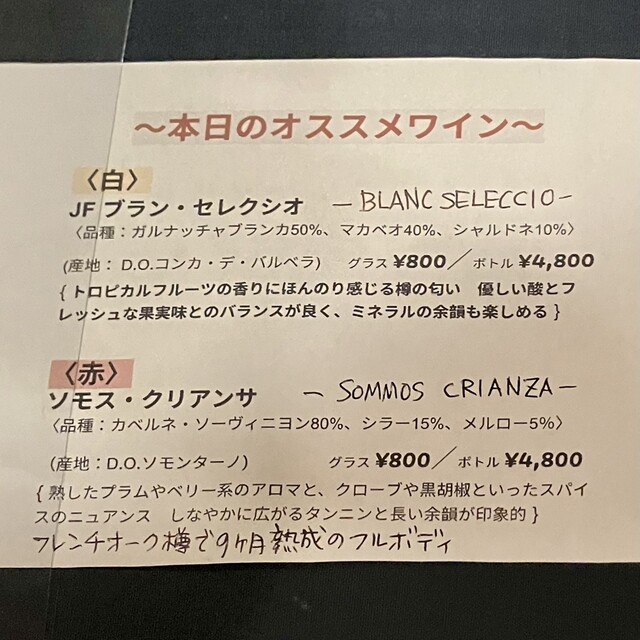 ～本日のオススメワイン～
〈白〉
JF ブラン・セレクシオ ― BLANC SELECCIO ―
〈品種：ガルナッチャブランカ50%、マカベオ40%、シャルドネ10%〉
(産地： D.O.コンカ・デ・バルベラ) グラス ¥800／ボトル ¥4,800
{ トロピカルフルーツの香りにほんのり感じる樽の匂い 優しい酸とフ
レッシュな果実味とのバランスが良く、ミネラルの余韻も楽しめる }
〈赤〉
ソモス・クリアンサ ― SOMMOS CRIANZA ―
〈品種：カベルネ・ソーヴィニヨン80%、シラー15%、メルロー5%〉
（産地：D.O.ソモンターノ） グラス ¥800／ボトル ¥4,800
{ 熟したプラムやベリー系のアロマと、クローブや黒胡椒といったスパイ
スのニュアンス しなやかに広がるタンニンと長い余韻が印象的 }
フレンチオーク樽で9ヶ月熟成のフルボディ